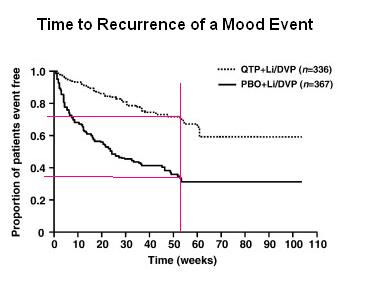 Time to Recurrence of a Mood Event
QTP+Li/DVP (n=336)
PBO+Li/DVP (n=367)
Proportion of patients event free
1.0
0.8
0.6
0.4
0.2
0
0 10 20 30 40 50 60 70 80 90 100 110
Time (weeks)